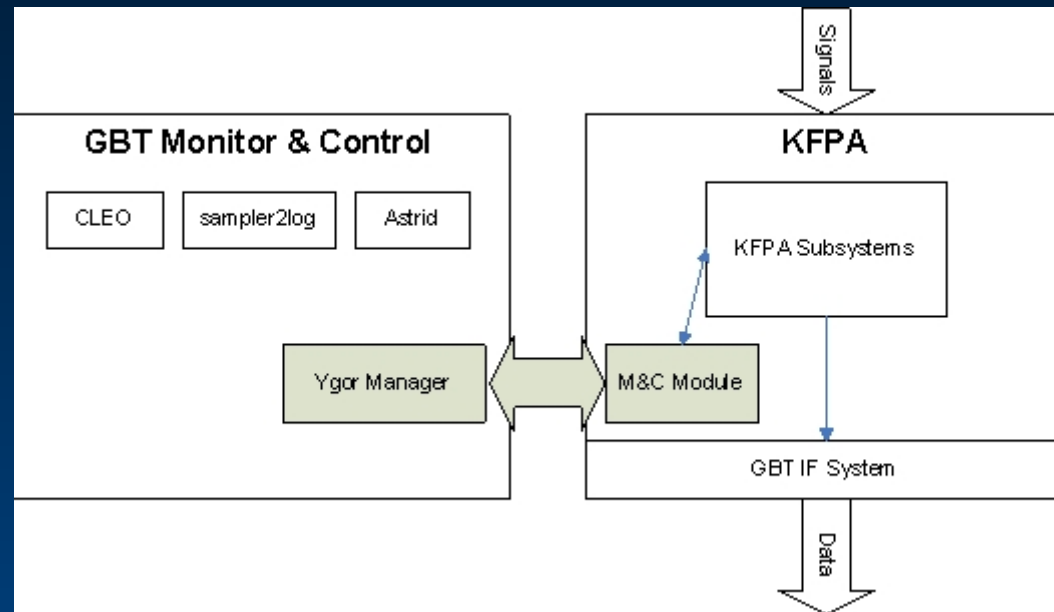 Signals
GBT Monitor & Control
KFPA
CLEO
sampler2log
Astrid
KFPA Subsystems
Ygor Manager
M&C Module
GBT IF System
Data